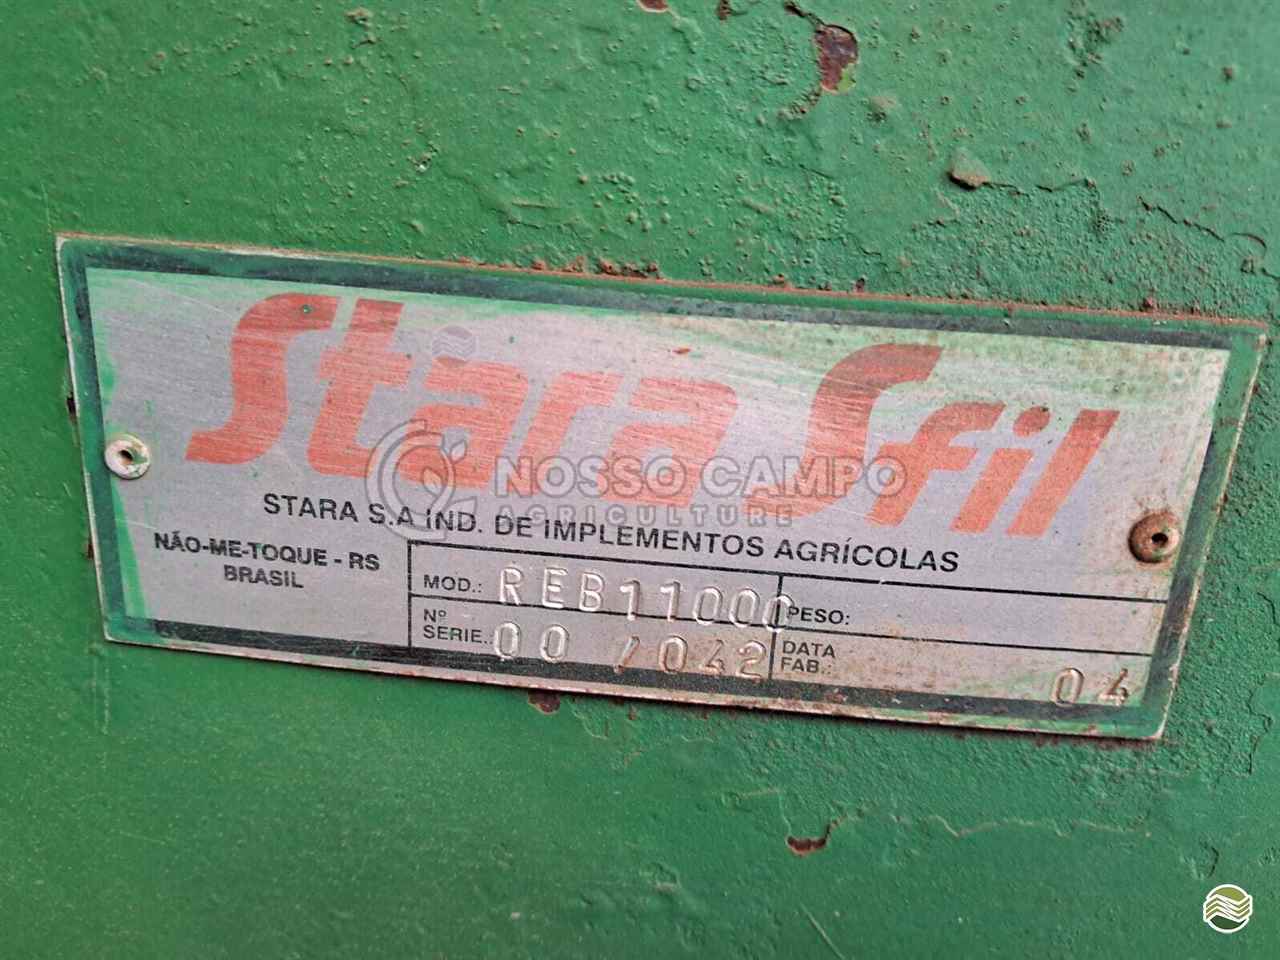 Stara Sfil
NOSSO CAMPO
AGRICULTURE
STARA S.A IND. DE IMPLEMENTOS AGRÍCOLAS
NÃO-ME-TOQUE - RS
BRASIL
MOD.: REB11000
PESO:
Nº
SERIE.: 00 /042
DATA
FAB.: 04